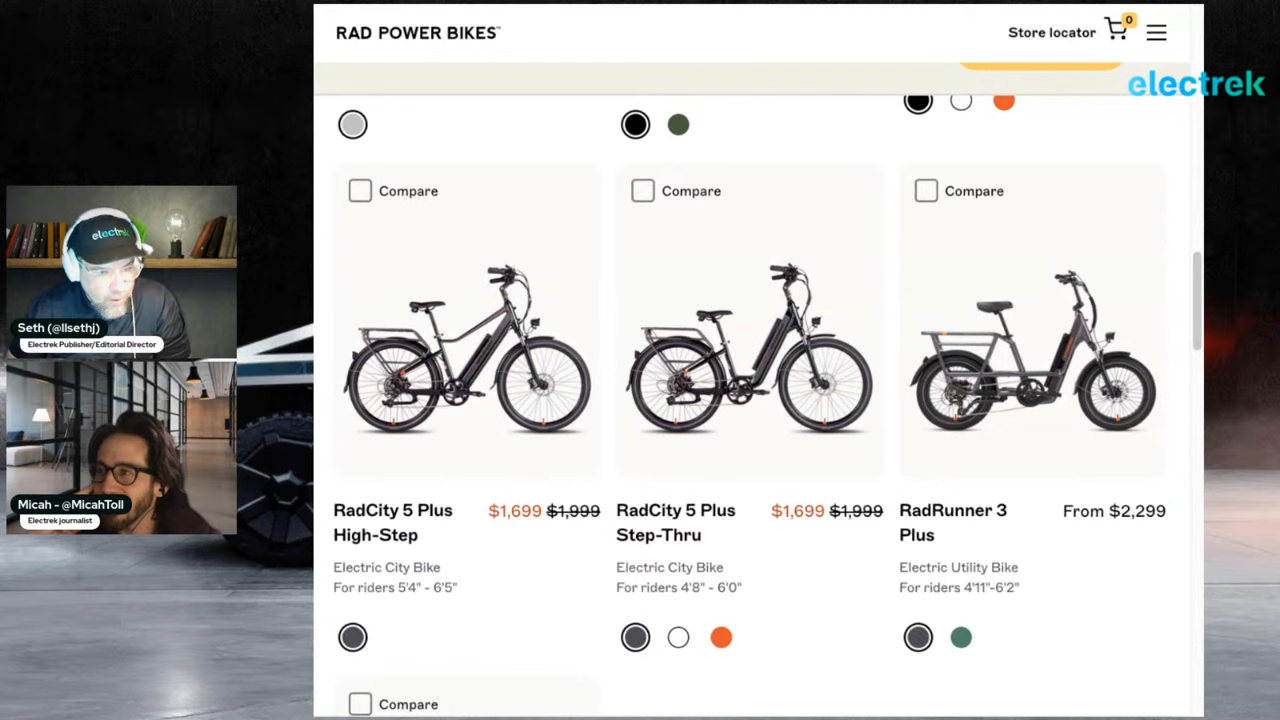 RAD POWER BIKES™
Store locator
0
electrek
Compare
Compare
Compare
electrek
Seth (@llsethj)
Electrek Publisher/Editorial Director
Micah - @MicahToll
Electrek journalist
RadCity 5 Plus High-Step
$1,699 $1,999
Electric City Bike
For riders 5'4" - 6'5"
RadCity 5 Plus Step-Thru
$1,699 $1,999
Electric City Bike
For riders 4'8" - 6'0"
RadRunner 3 Plus
From $2,299
Electric Utility Bike
For riders 4'11"-6'2"
Compare